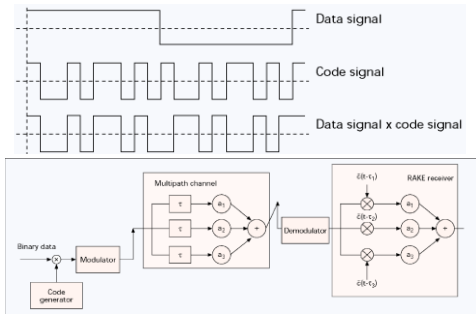 Data signal
Code signal
Data signal x code signal
Multipath channel
RAKE receiver
c̃(t-τ₁)
τ
a₁
a₁
c̃(t-τ₂)
Binary data
×
Modulator
τ
a₂
+
Demodulator
a₂
+
τ
a₃
a₃
Code
generator
c̃(t-τ₃)